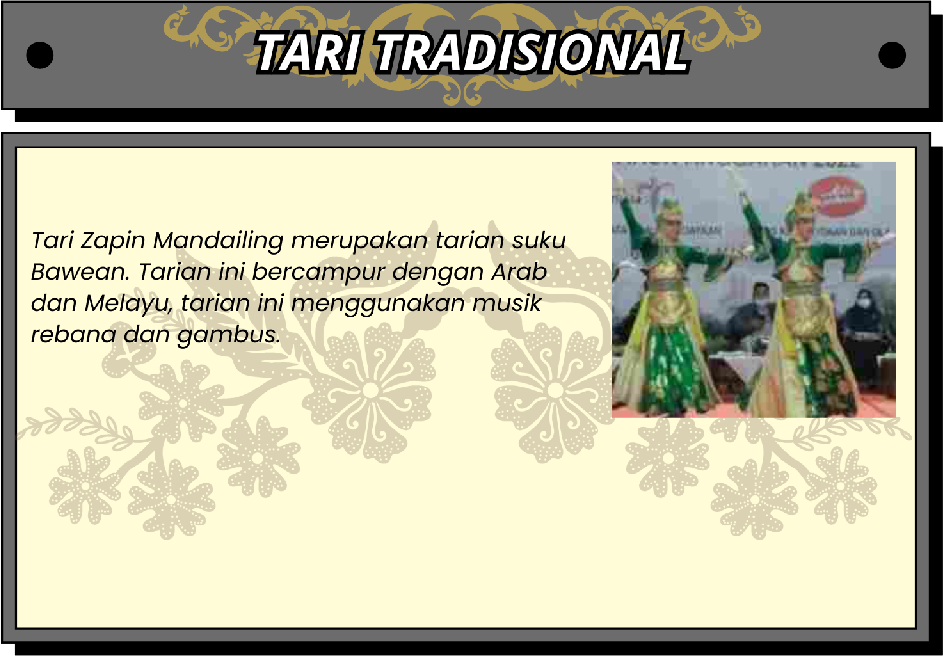 TARI TRADISIONAL
Tari Zapin Mandailing merupakan tarian suku
Bawean. Tarian ini bercampur dengan Arab
dan Melayu, tarian ini menggunakan musik
rebana dan gambus.